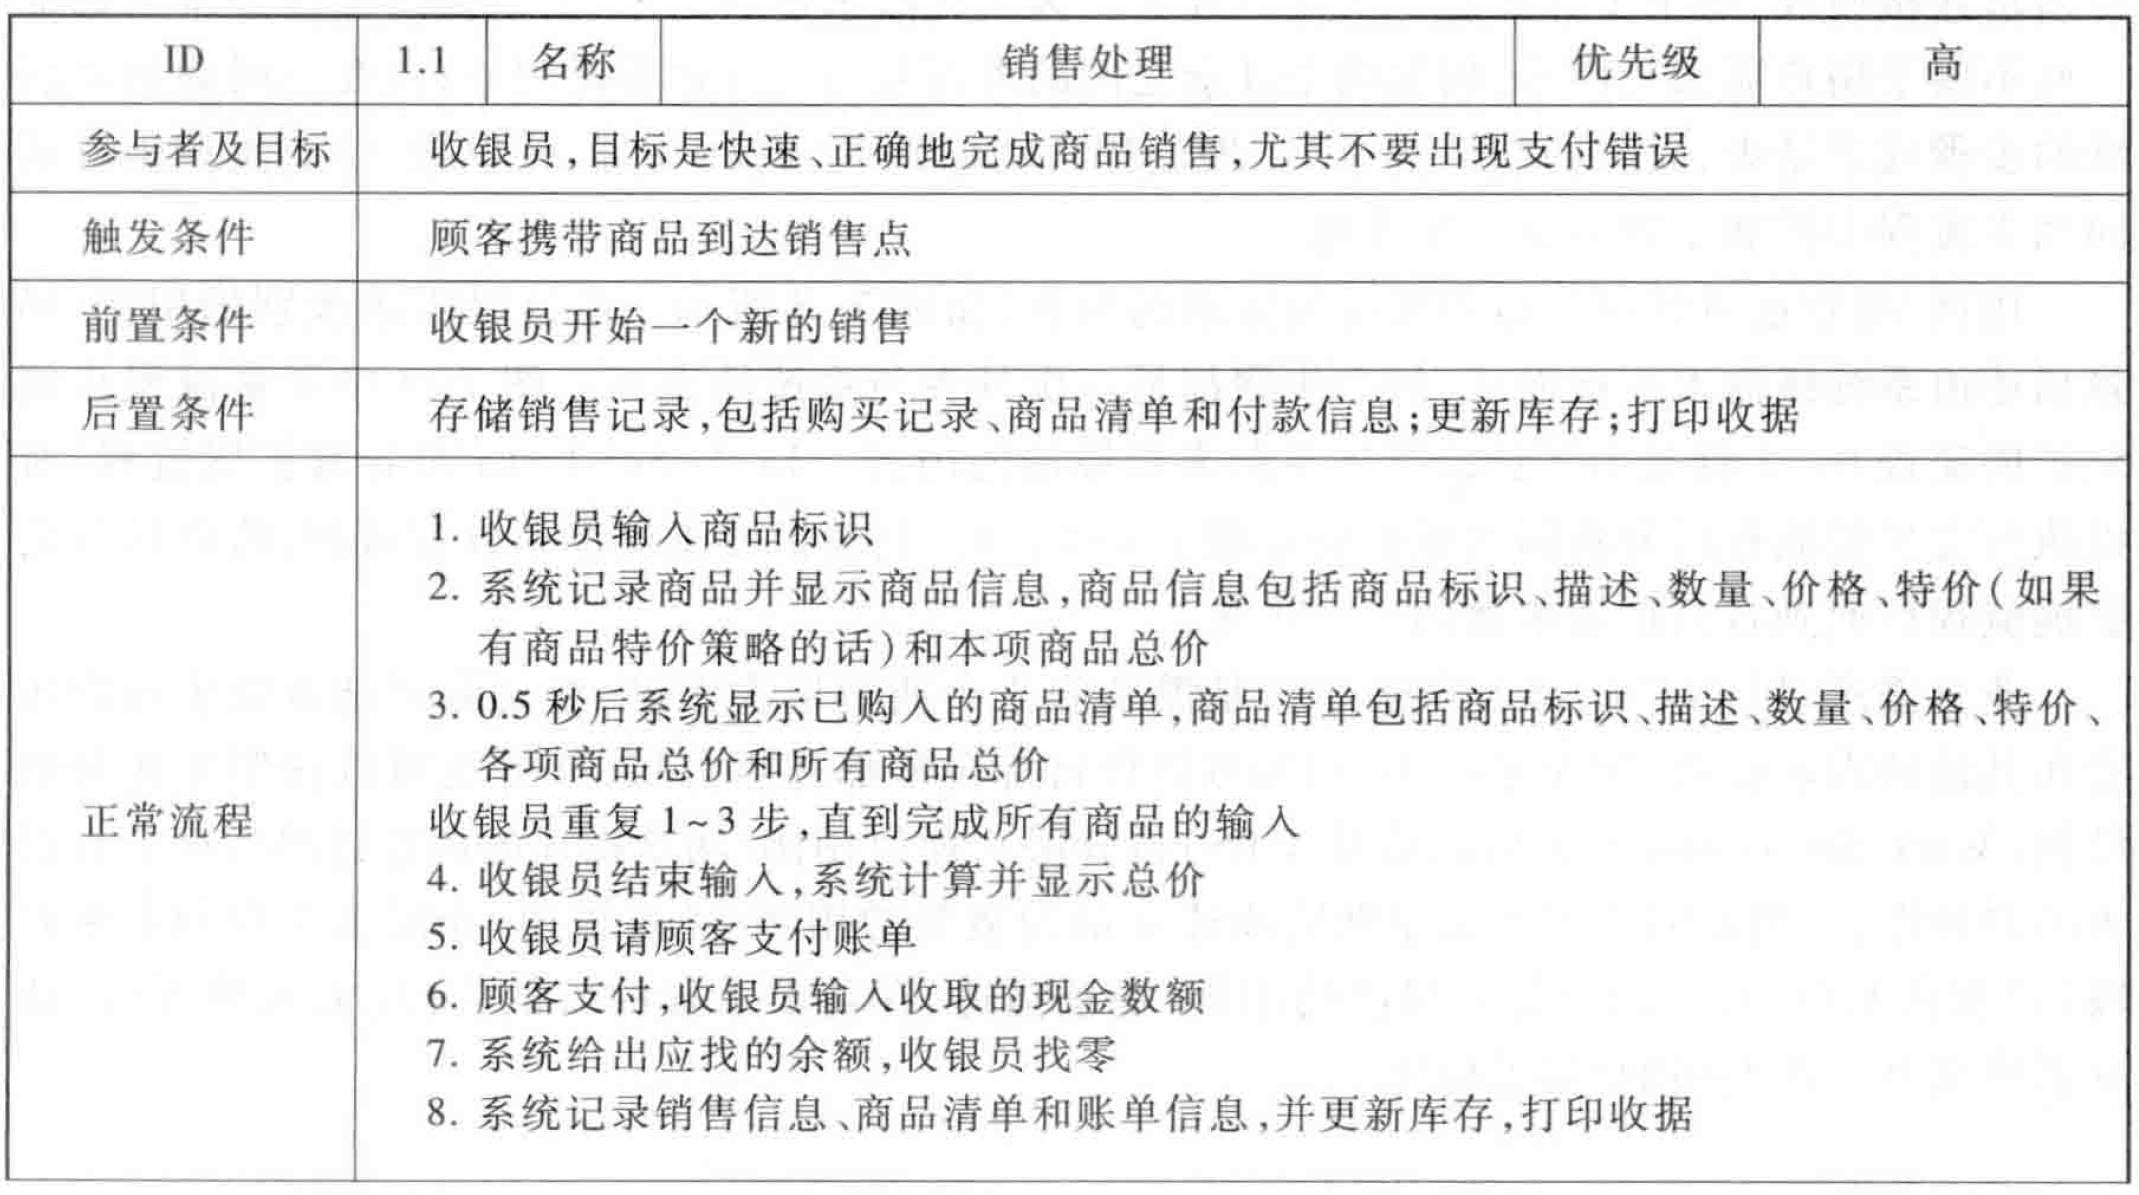 ID 1.1 名称 销售处理 优先级 高
参与者及目标 收银员,目标是快速、正确地完成商品销售,尤其不要出现支付错误
触发条件 顾客携带商品到达销售点
前置条件 收银员开始一个新的销售
后置条件 存储销售记录,包括购买记录、商品清单和付款信息;更新库存;打印收据
正常流程
1. 收银员输入商品标识
2. 系统记录商品并显示商品信息,商品信息包括商品标识、描述、数量、价格、特价(如果
有商品特价策略的话)和本项商品总价
3. 0.5 秒后系统显示已购入的商品清单,商品清单包括商品标识、描述、数量、价格、特价、
各项商品总价和所有商品总价
收银员重复 1~3 步,直到完成所有商品的输入
4. 收银员结束输入,系统计算并显示总价
5. 收银员请顾客支付账单
6. 顾客支付,收银员输入收取的现金数额
7. 系统给出应找的余额,收银员找零
8. 系统记录销售信息、商品清单和账单信息,并更新库存,打印收据